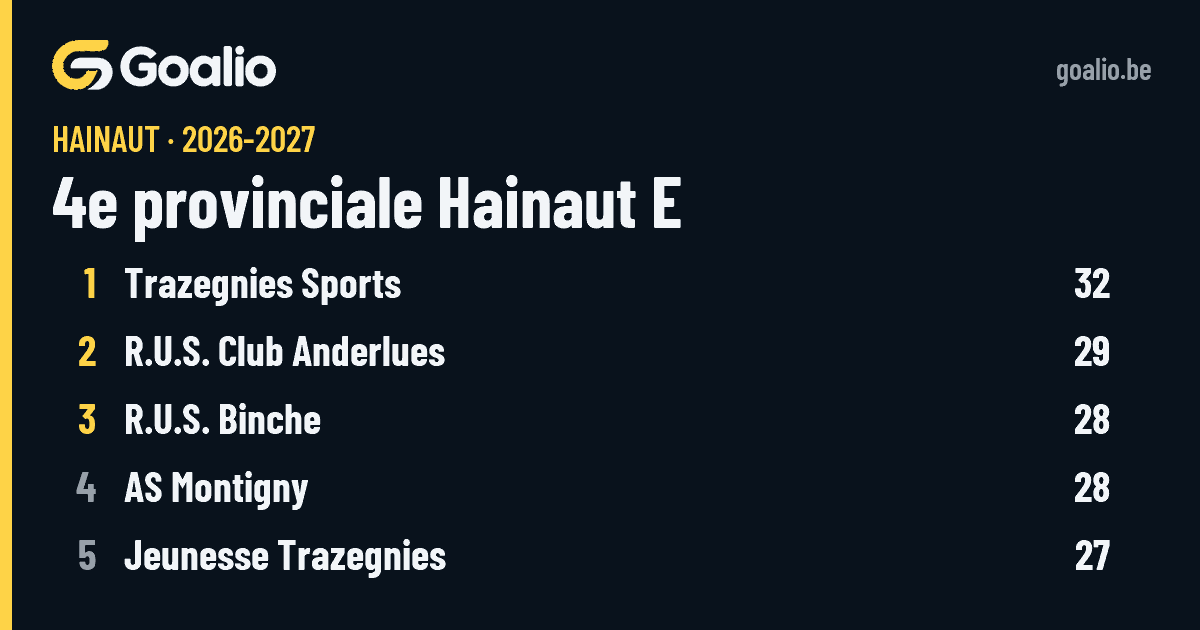 Goalio
goalio.be
HAINAUT · 2026-2027
4e provinciale Hainaut E
1 Trazegnies Sports 32
2 R.U.S. Club Anderlues 29
3 R.U.S. Binche 28
4 AS Montigny 28
5 Jeunesse Trazegnies 27